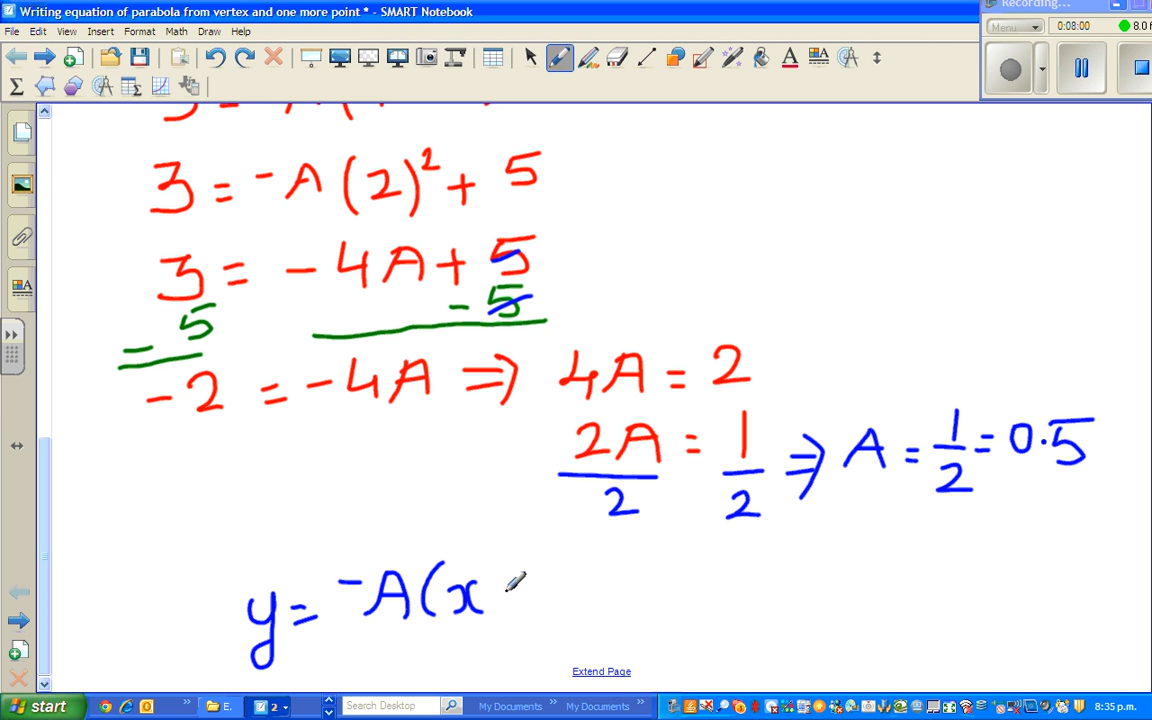 Writing equation of parabola from vertex and one more point * - SMART Notebook
Recording...
File Edit View Insert Format Math Draw Help
Menu 0:08:00 8.0 f
3 = -A(2)² + 5
3 = -4A + 5
- 5 - 5
-2 = -4A ⇒ 4A = 2
2A/2 = 1/2 ⇒ A = 1/2 = 0.5
y = -A(x
Extend Page
start E. 2 Search Desktop My Documents My Documents 8:35 p.m.